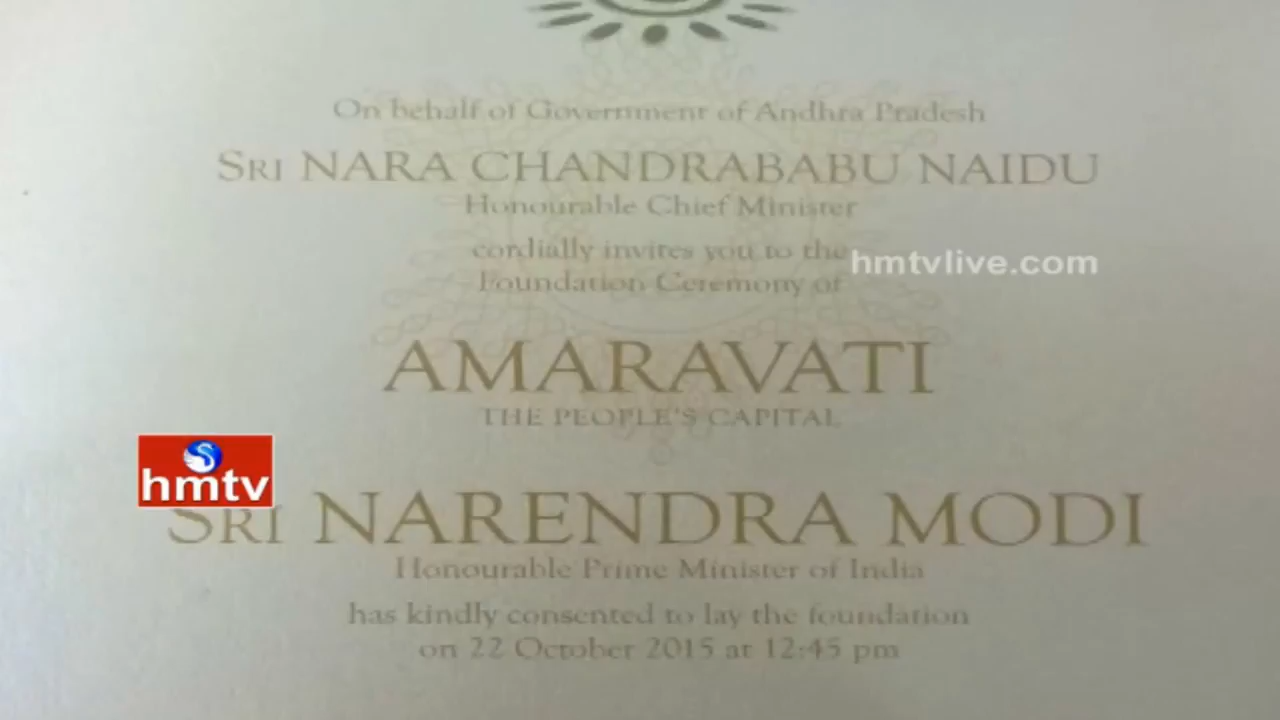 On behalf of Government of Andhra Pradesh
SRI NARA CHANDRABABU NAIDU
Honourable Chief Minister
cordially invites you to the
hmtvlive.com
Foundation Ceremony of
AMARAVATI
THE PEOPLE'S CAPITAL
hmtv
SRI NARENDRA MODI
Honourable Prime Minister of India
has kindly consented to lay the foundation
on 22 October 2015 at 12:45 pm